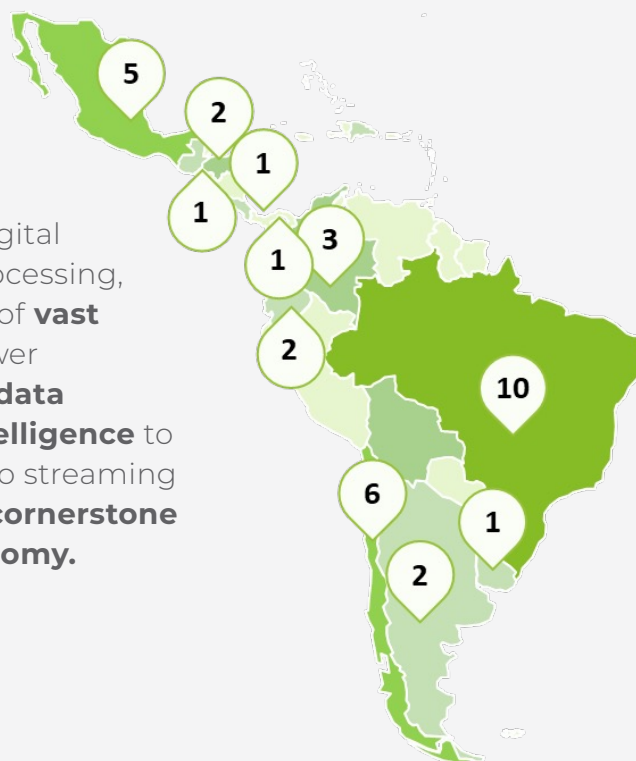 5
2
1
1
gital
3
1
ocessing,
of vast
ver
2
data
10
elligence to
o streaming
6
cornerstone
1
omy.
2